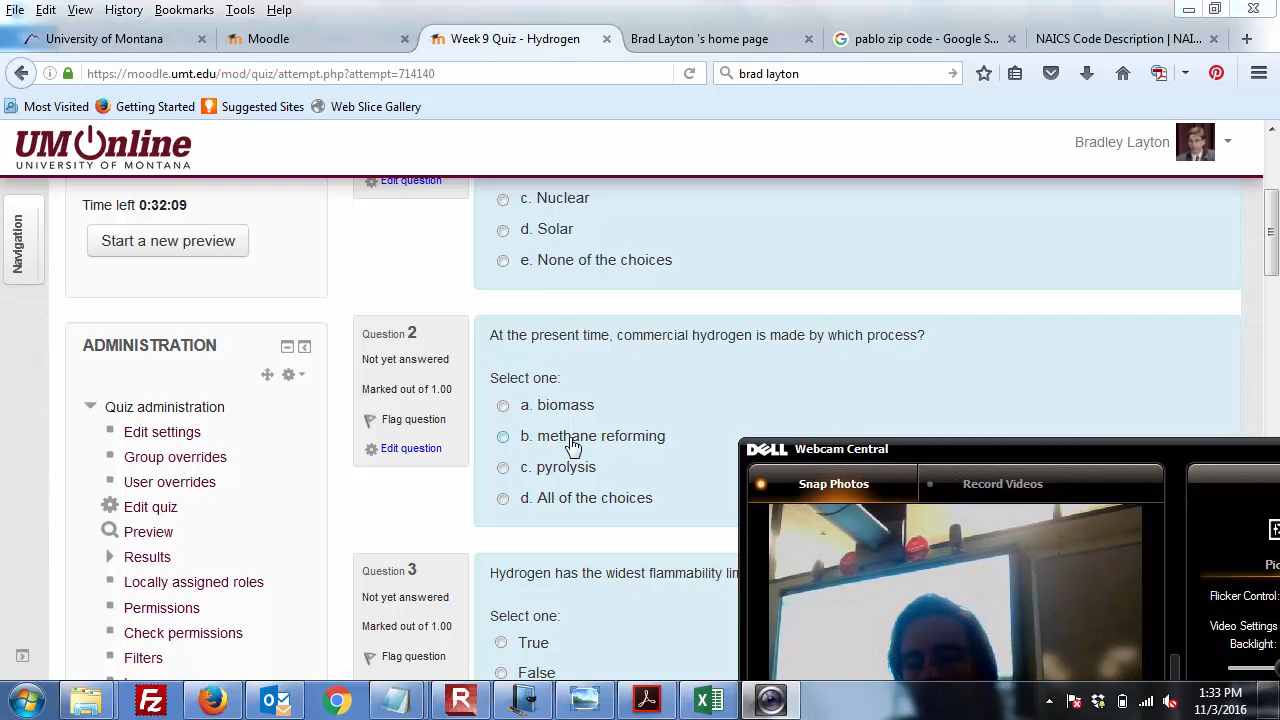 File Edit View History Bookmarks Tools Help
University of Montana Moodle Week 9 Quiz - Hydrogen Brad Layton 's home page pablo zip code - Google S... NAICS Code Description | NAI...
https://moodle.umt.edu/mod/quiz/attempt.php?attempt=714140 brad layton
Most Visited Getting Started Suggested Sites Web Slice Gallery
UMOnline
UNIVERSITY OF MONTANA
Bradley Layton
Navigation
Edit question
Time left 0:32:09
Start a new preview
c. Nuclear
d. Solar
e. None of the choices
ADMINISTRATION
Quiz administration
Edit settings
Group overrides
User overrides
Edit quiz
Preview
Results
Locally assigned roles
Permissions
Check permissions
Filters
Question 2
Not yet answered
Marked out of 1.00
Flag question
Edit question
At the present time, commercial hydrogen is made by which process?
Select one:
a. biomass
b. methane reforming
c. pyrolysis
d. All of the choices
Question 3
Not yet answered
Marked out of 1.00
Flag question
Hydrogen has the widest flammability
Select one:
True
False
DELL Webcam Central
Snap Photos Record Videos
Flicker Control:
Video Settings
Backlight:
1:33 PM
11/3/2016